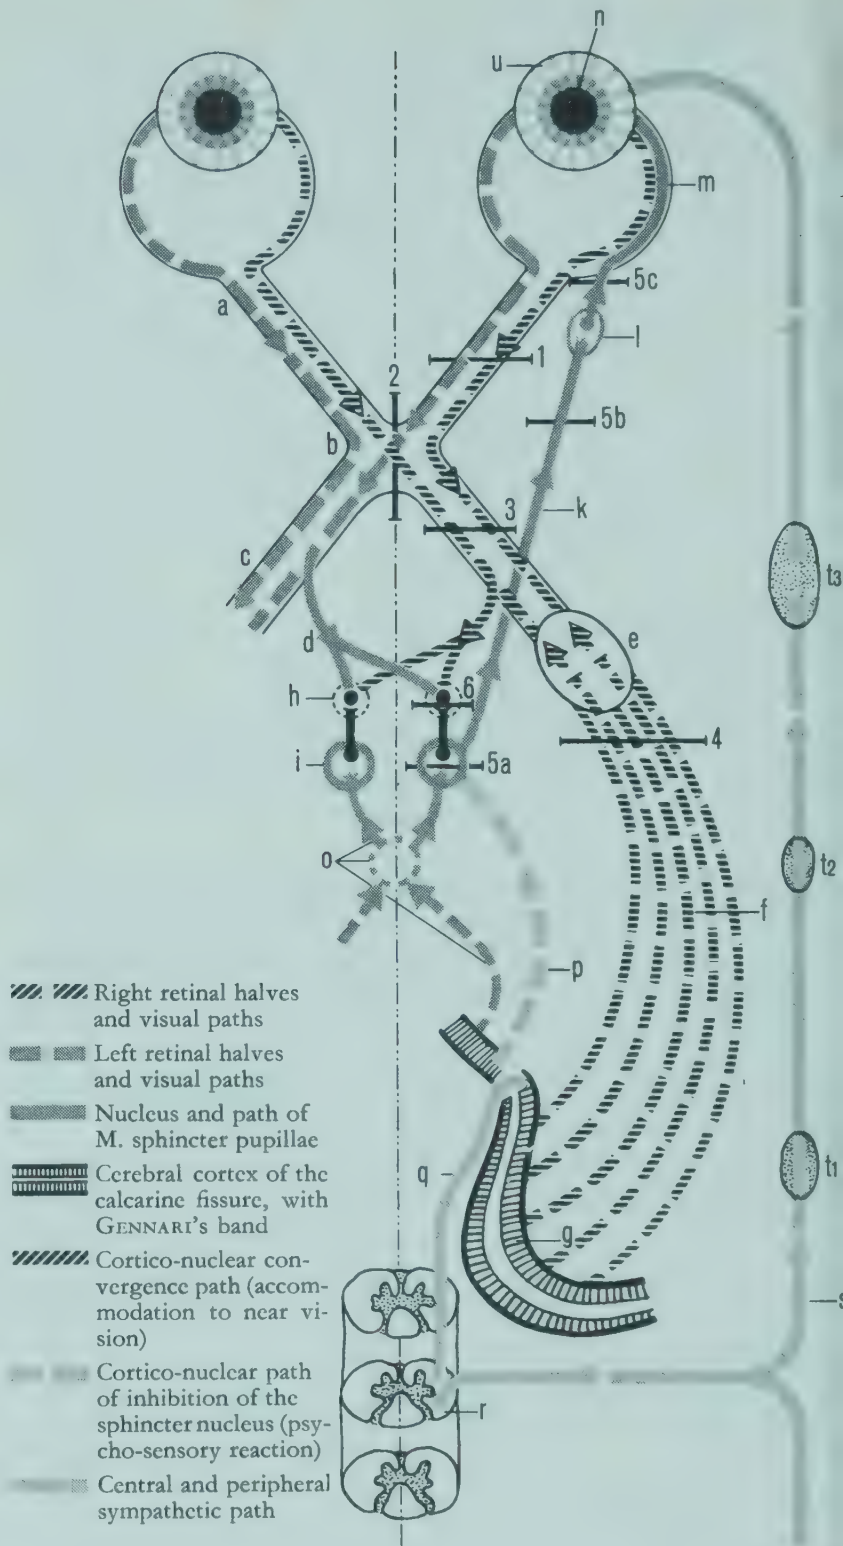 n
u
m
5c
a
l
1
2
b
5b
k
3
c
t3
e
d
6
h
4
i
5a
o
t2
f
p
Right retinal halves
and visual paths
Left retinal halves
and visual paths
Nucleus and path of
M. sphincter pupillae
Cerebral cortex of the
calcarine fissure, with
GENNARI's band
Cortico-nuclear con-
vergence path (accom-
modation to near vi-
sion)
Cortico-nuclear path
of inhibition of the
sphincter nucleus (psy-
cho-sensory reaction)
Central and peripheral
sympathetic path
t1
q
g
s
r